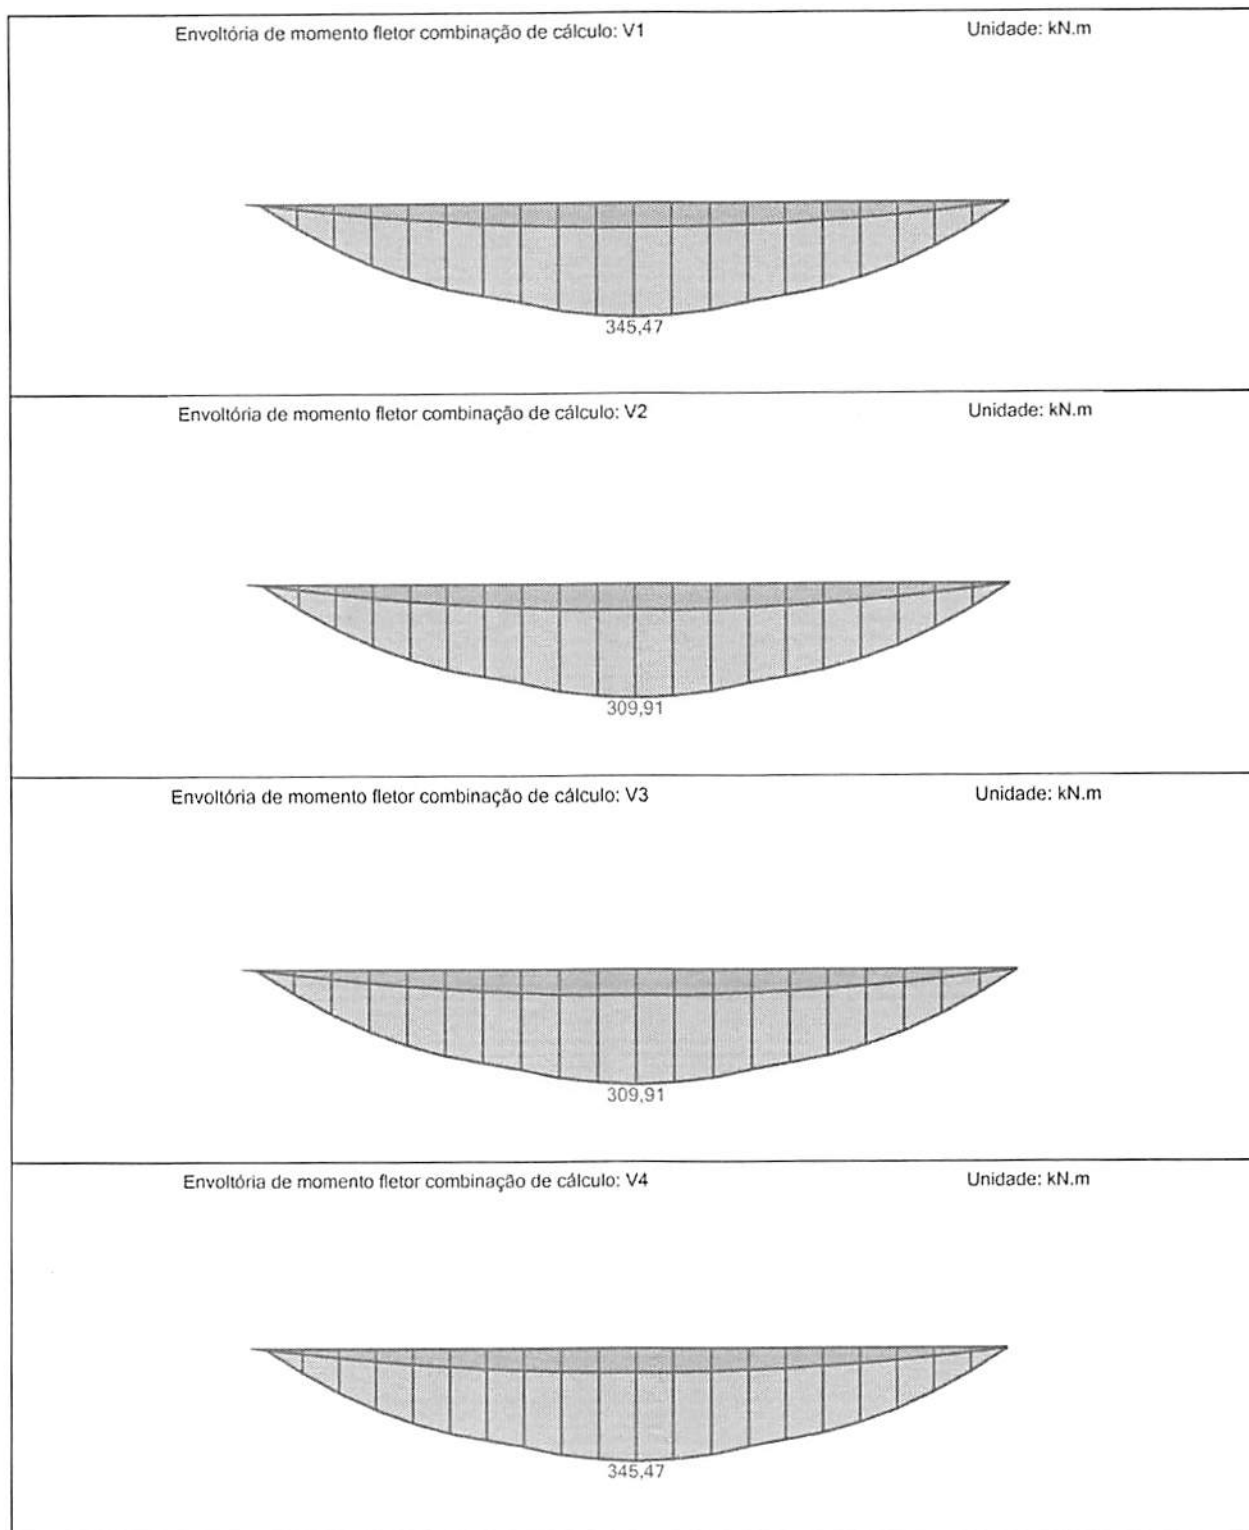 Envoltória de momento fletor combinação de cálculo: V1 Unidade: kN.m
345,47
Envoltória de momento fletor combinação de cálculo: V2 Unidade: kN.m
309,91
Envoltória de momento fletor combinação de cálculo: V3 Unidade: kN.m
309,91
Envoltória de momento fletor combinação de cálculo: V4 Unidade: kN.m
345,47